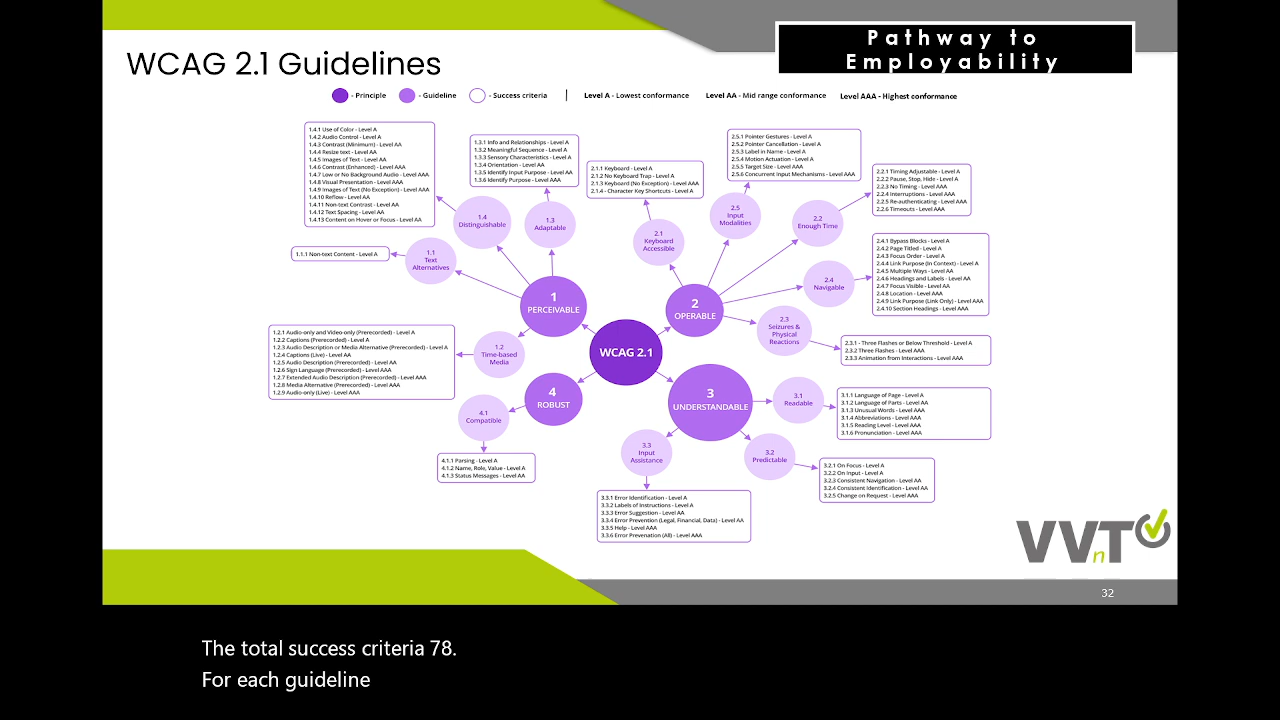 Pathway to
Employability
WCAG 2.1 Guidelines
- Principle
- Guideline
- Success criteria
Level A - Lowest conformance
Level AA - Mid range conformance
Level AAA - Highest conformance
1.4.1 Use of Color - Level A
1.4.2 Audio Control - Level A
1.4.3 Contrast (Minimum) - Level AA
1.4.4 Resize text - Level AA
1.4.5 Images of Text - Level AA
1.4.6 Contrast (Enhanced) - Level AAA
1.4.7 Low or No Background Audio - Level AAA
1.4.8 Visual Presentation - Level AAA
1.4.9 Images of Text (No Exception) - Level AAA
1.4.10 Reflow - Level AA
1.4.11 Non-text Contrast - Level AA
1.4.12 Text Spacing - Level AA
1.4.13 Content on Hover or Focus - Level AA
1.3.1 Info and Relationships - Level A
1.3.2 Meaningful Sequence - Level A
1.3.3 Sensory Characteristics - Level A
1.3.4 Orientation - Level AA
1.3.5 Identify Input Purpose - Level AA
1.3.6 Identify Purpose - Level AAA
2.1.1 Keyboard - Level A
2.1.2 No Keyboard Trap - Level A
2.1.3 Keyboard (No Exception) - Level AAA
2.1.4 - Character Key Shortcuts - Level A
2.5.1 Pointer Gestures - Level A
2.5.2 Pointer Cancellation - Level A
2.5.3 Label in Name - Level A
2.5.4 Motion Actuation - Level A
2.5.5 Target Size - Level AAA
2.5.6 Concurrent Input Mechanisms - Level AAA
2.2.1 Timing Adjustable - Level A
2.2.2 Pause, Stop, Hide - Level A
2.2.3 No Timing - Level AAA
2.2.4 Interruptions - Level AAA
2.2.5 Re-authenticating - Level AAA
2.2.6 Timeouts - Level AAA
1.4
Distinguishable
1.3
Adaptable
2.1
Keyboard
Accessible
2.5
Input
Modalities
2.2
Enough Time
1.1.1 Non-text Content - Level A
1.1
Text
Alternatives
2.4
Navigable
2.4.1 Bypass Blocks - Level A
2.4.2 Page Titled - Level A
2.4.3 Focus Order - Level A
2.4.4 Link Purpose (In Context) - Level A
2.4.5 Multiple Ways - Level AA
2.4.6 Headings and Labels - Level AA
2.4.7 Focus Visible - Level AA
2.4.8 Location - Level AAA
2.4.9 Link Purpose (Link Only) - Level AAA
2.4.10 Section Headings - Level AAA
1
PERCEIVABLE
2
OPERABLE
2.3
Seizures &
Physical
Reactions
2.3.1 - Three Flashes or Below Threshold - Level A
2.3.2 Three Flashes - Level AAA
2.3.3 Animation from Interactions - Level AAA
1.2.1 Audio-only and Video-only (Prerecorded) - Level A
1.2.2 Captions (Prerecorded) - Level A
1.2.3 Audio Description or Media Alternative (Prerecorded) - Level A
1.2.4 Captions (Live) - Level AA
1.2.5 Audio Description (Prerecorded) - Level AA
1.2.6 Sign Language (Prerecorded) - Level AAA
1.2.7 Extended Audio Description (Prerecorded) - Level AAA
1.2.8 Media Alternative (Prerecorded) - Level AAA
1.2.9 Audio-only (Live) - Level AAA
1.2
Time-based
Media
WCAG 2.1
4
ROBUST
3
UNDERSTANDABLE
3.1
Readable
3.1.1 Language of Page - Level A
3.1.2 Language of Parts - Level AA
3.1.3 Unusual Words - Level AAA
3.1.4 Abbreviations - Level AAA
3.1.5 Reading Level - Level AAA
3.1.6 Pronunciation - Level AAA
4.1
Compatible
4.1.1 Parsing - Level A
4.1.2 Name, Role, Value - Level A
4.1.3 Status Messages - Level AA
3.3
Input
Assistance
3.2
Predictable
3.2.1 On Focus - Level A
3.2.2 On Input - Level A
3.2.3 Consistent Navigation - Level AA
3.2.4 Consistent Identification - Level AA
3.2.5 Change on Request - Level AAA
3.3.1 Error Identification - Level A
3.3.2 Labels of Instructions - Level A
3.3.3 Error Suggestion - Level AA
3.3.4 Error Prevention (Legal, Financial, Data) - Level AA
3.3.5 Help - Level AAA
3.3.6 Error Prevenation (All) - Level AAA
VVnT
32
The total success criteria 78.
For each guideline